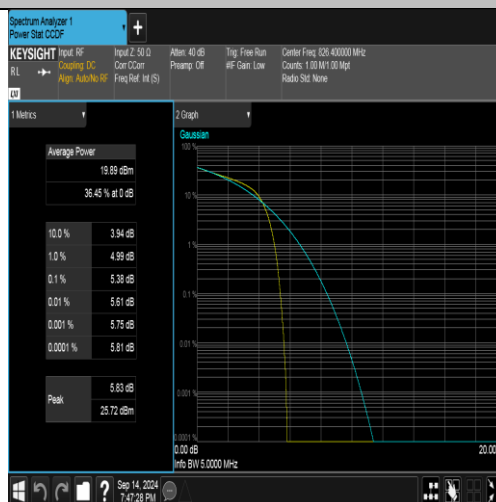 Spectrum Analyzer 1
Power Stat CCDF
+
KEYSIGHT
RL
LXI
Input: RF
Coupling: DC
Align: Auto/No RF
Input Z: 50 Ω
Corr CCorr
Freq Ref: Int (S)
Atten: 40 dB
Preamp: Off
Trig: Free Run
#IF Gain: Low
Center Freq: 826.400000 MHz
Counts: 1.00 M/1.00 Mpt
Radio Std: None
1 Metrics
Average Power
19.89 dBm
36.45 % at 0 dB
10.0 % 3.94 dB
1.0 % 4.99 dB
0.1 % 5.38 dB
0.01 % 5.61 dB
0.001 % 5.75 dB
0.0001 % 5.81 dB
Peak
5.83 dB
25.72 dBm
2 Graph
Gaussian
100 %
10 %
1 %
0.1 %
0.01 %
0.001 %
0.0001 %
0.00 dB
20.00
Info BW 5.0000 MHz
?
Sep 14, 2024
7:47:28 PM